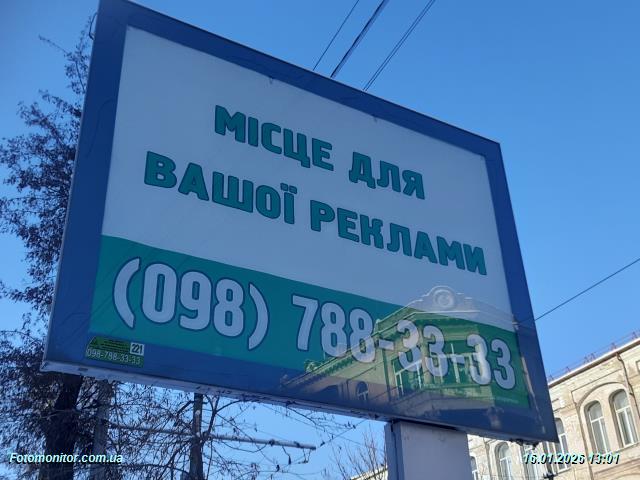 МІСЦЕ ДЛЯ
ВАШОЇ РЕКЛАМИ
(098) 788-33-33
221
098-788-33-33
Fotomonitor.com.ua
16.01.2026 13:01